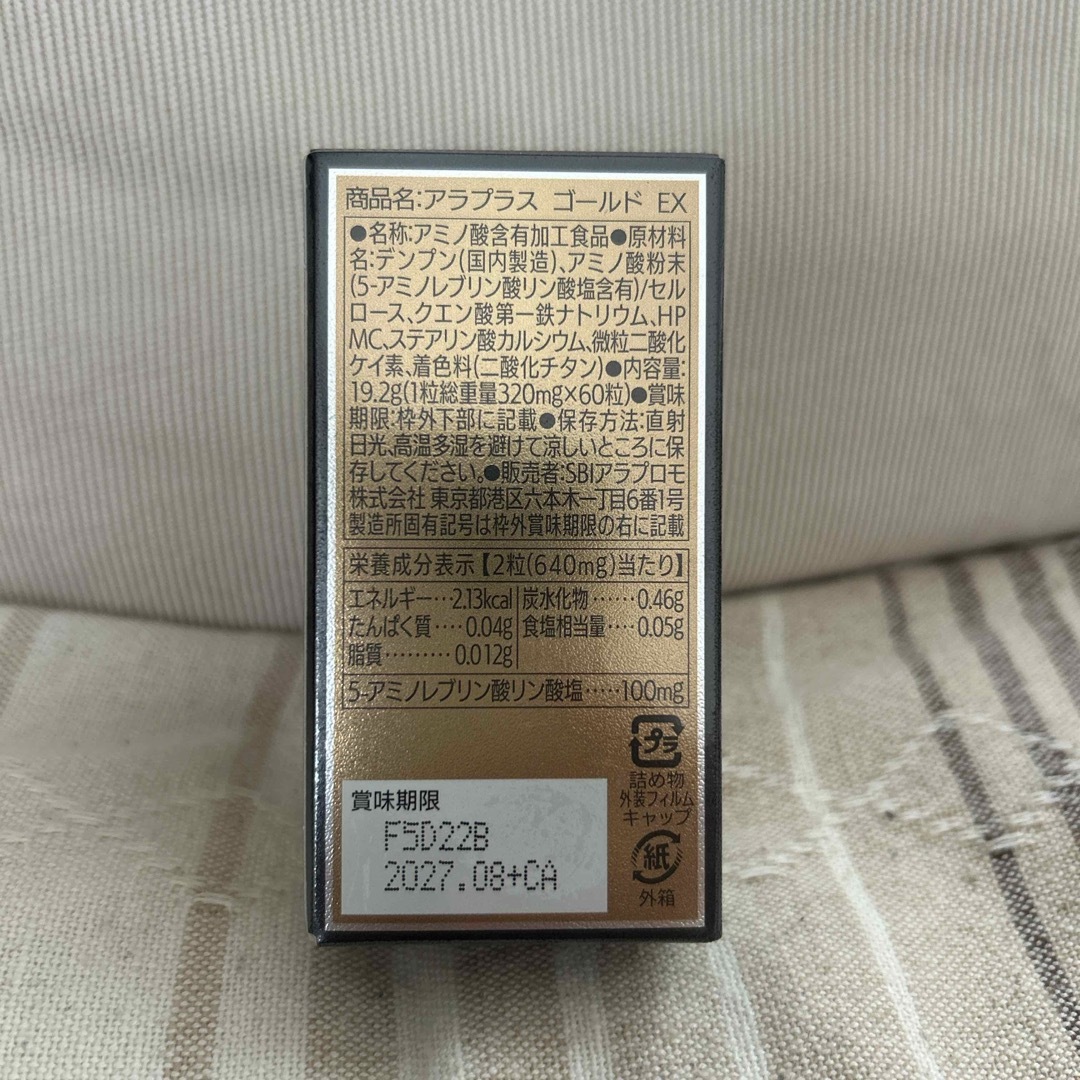 商品名:アラプラス ゴールド EX
●名称:アミノ酸含有加工食品●原材料
名:デンプン(国内製造)、アミノ酸粉末
(5-アミノレブリン酸リン酸塩含有)/セル
ロース、クエン酸第一鉄ナトリウム、HP
MC、ステアリン酸カルシウム、微粒二酸化
ケイ素、着色料(二酸化チタン)●内容量:
19.2g(1粒総重量320mg×60粒)●賞味
期限:枠外下部に記載●保存方法:直射
日光、高温多湿を避けて涼しいところに保
存してください。●販売者:SBIアラプロモ
株式会社 東京都港区六本木一丁目6番1号
製造所固有記号は枠外賞味期限の右に記載
栄養成分表示【2粒(640mg)当たり】
エネルギー…2.13kcal 炭水化物……0.46g
たんぱく質…0.04g 食塩相当量…0.05g
脂質………0.012g
5-アミノレブリン酸リン酸塩……100mg
プラ
詰め物
外装フィルム
キャップ
紙
外箱
賞味期限
F5D22B
2027.08+CA